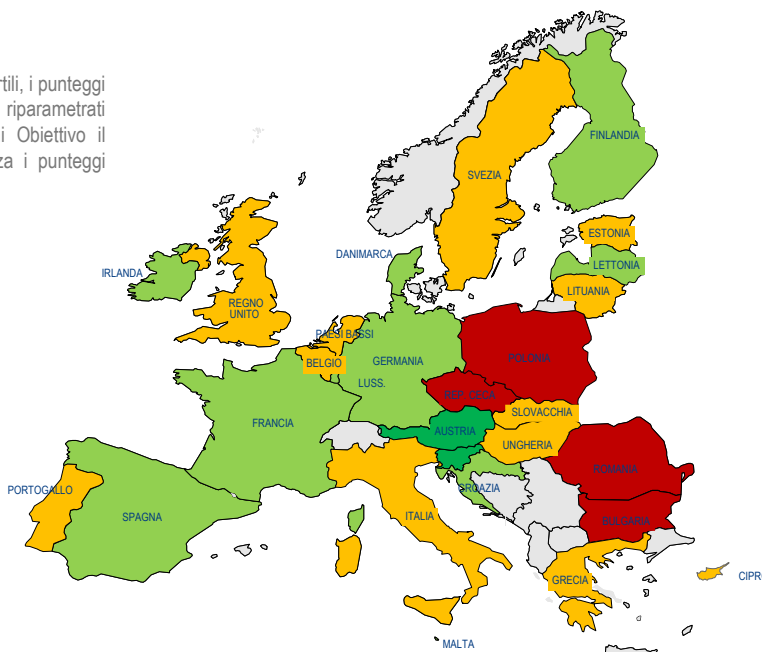 rtili, i punteggi
riparametrati
i Obiettivo il
za i punteggi
FINLANDIA
SVEZIA
ESTONIA
DANIMARCA
LETTONIA
IRLANDA
LITUANIA
REGNO
UNITO
PAESI BASSI
BELGIO
GERMANIA
POLONIA
LUSS.
REP. CECA
SLOVACCHIA
FRANCIA
AUSTRIA
UNGHERIA
RUMANIA
CROAZIA
PORTOGALLO
SPAGNA
ITALIA
BULGARIA
GRECIA
CIPR
MALTA